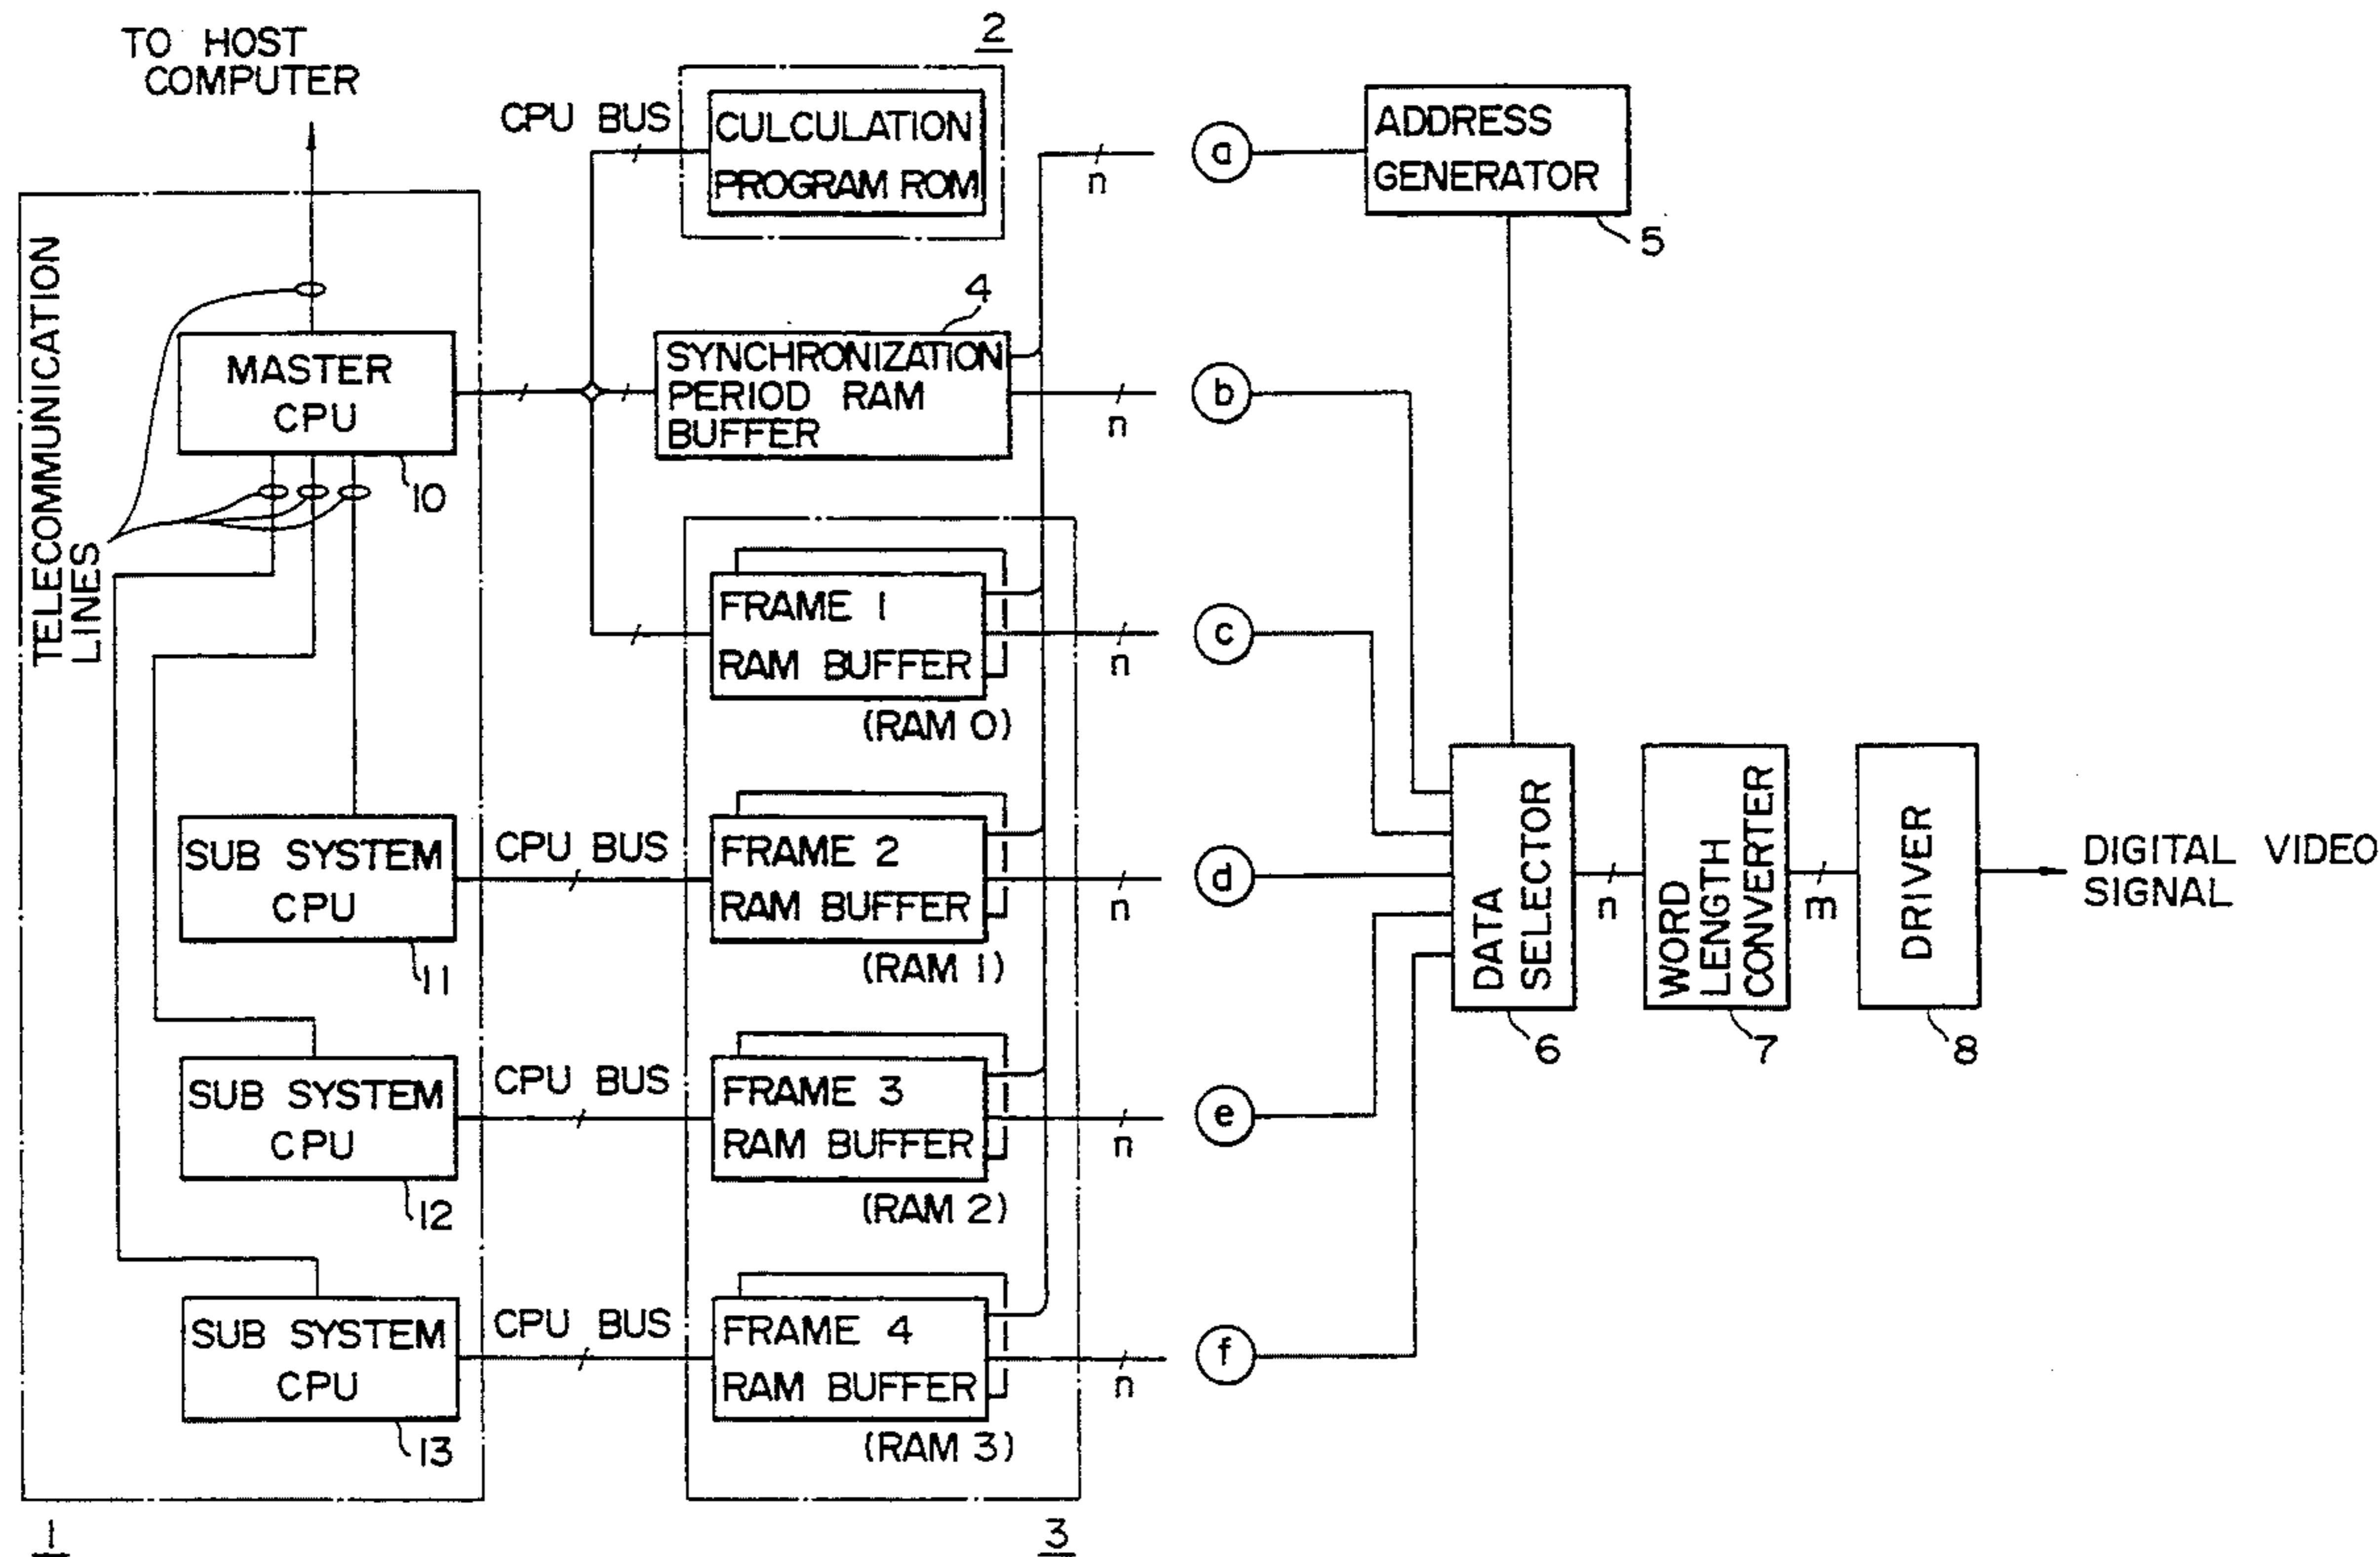 TO HOST
COMPUTER
2
CPU BUS
CULCULATION
PROGRAM ROM
n
a
ADDRESS
GENERATOR
5
TELECOMMUNICATION
LINES
MASTER
CPU
10
4
SYNCHRONIZATION
PERIOD RAM
BUFFER
n
b
FRAME 1
RAM BUFFER
(RAM 0)
n
c
SUB SYSTEM
CPU
11
CPU BUS
FRAME 2
RAM BUFFER
(RAM 1)
n
d
DATA
SELECTOR
6
n
WORD
LENGTH
CONVERTER
7
m
DRIVER
8
DIGITAL VIDEO
SIGNAL
SUB SYSTEM
CPU
12
CPU BUS
FRAME 3
RAM BUFFER
(RAM 2)
n
e
SUB SYSTEM
CPU
13
CPU BUS
FRAME 4
RAM BUFFER
(RAM 3)
n
f
1
3